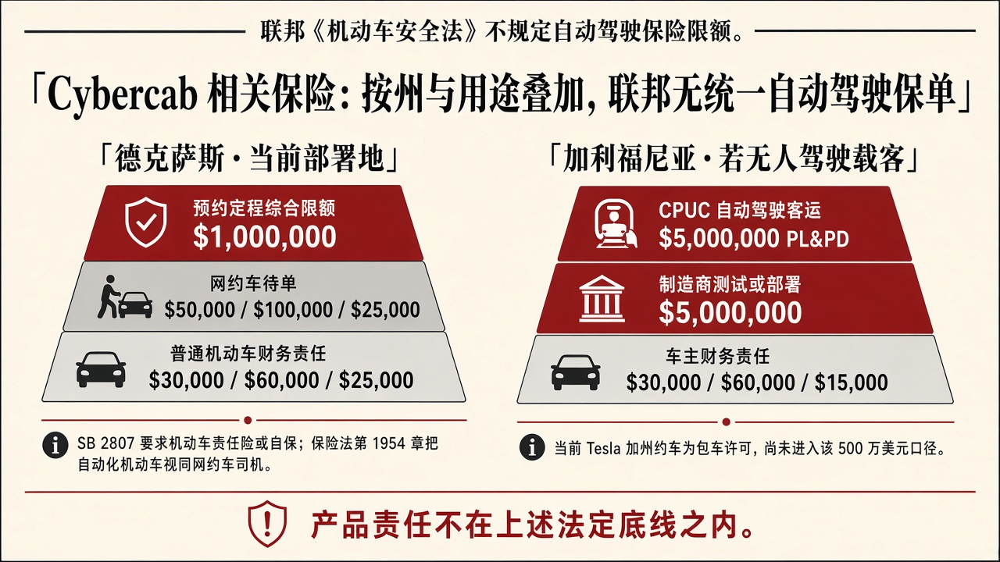 联邦《机动车安全法》不规定自动驾驶保险限额。
「Cybercab 相关保险：按州与用途叠加，联邦无统一自动驾驶保单」
「德克萨斯·当前部署地」
预约定程综合限额
$1,000,000
网约车待单
$50,000 / $100,000 / $25,000
普通机动车财务责任
$30,000 / $60,000 / $25,000
SB 2807 要求机动车责任险或自保；保险法第 1954 章把
自动化机动车视同网约车司机。
「加利福尼亚·若无人驾驶载客」
CPUC 自动驾驶客运
$5,000,000 PL&PD
制造商测试或部署
$5,000,000
车主财务责任
$30,000 / $60,000 / $15,000
当前 Tesla 加州约车为包车许可，尚未进入该 500 万美元口径。
产品责任不在上述法定底线之内。